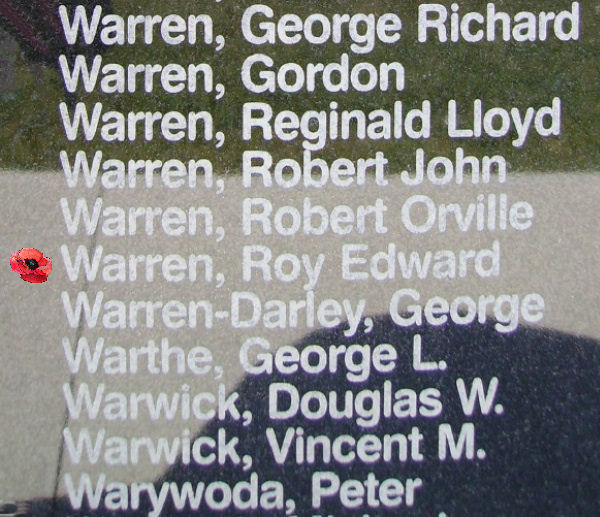 Warren, George Richard
Warren, Gordon
Warren, Reginald Lloyd
Warren, Robert John
Warren, Robert Orville
Warren, Roy Edward
Warren-Darley, George
Warthe, George L.
Warwick, Douglas W.
Warwick, Vincent M.
Warywoda, Peter